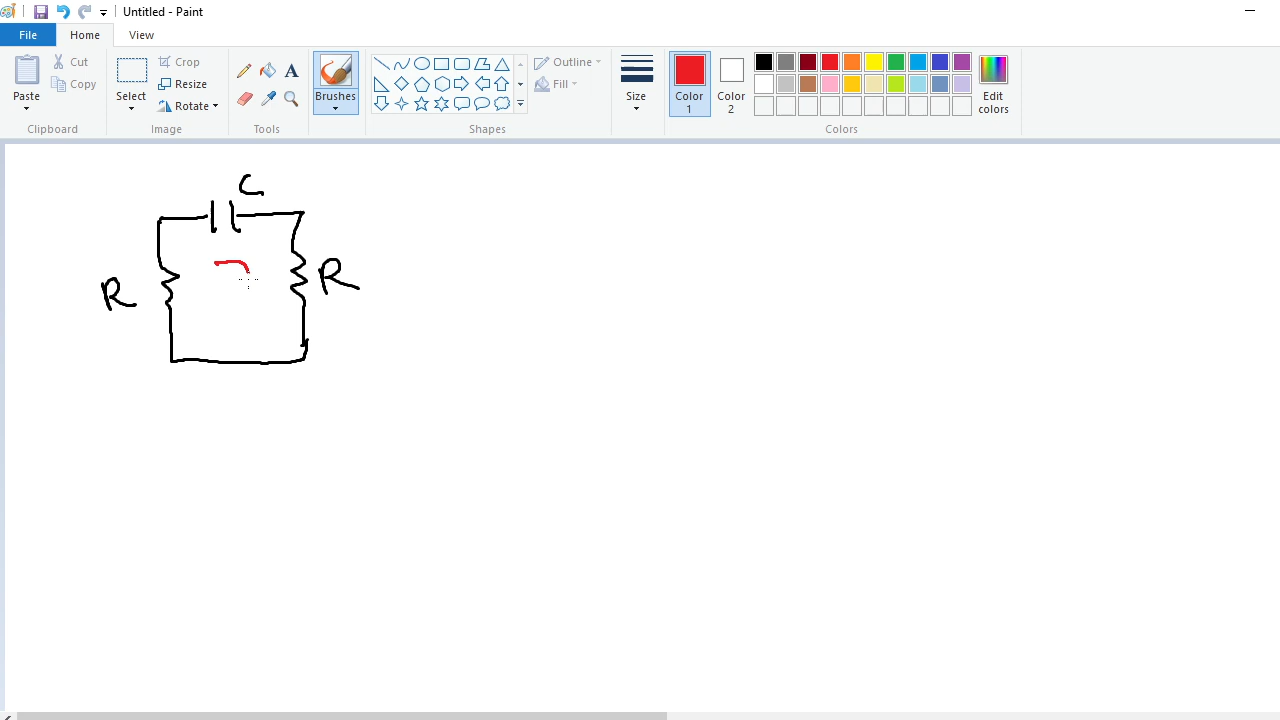 Untitled - Paint
File Home View
Paste Cut Copy Select Crop Resize Rotate Brushes Outline Fill Size Color 1 Color 2 Edit colors
Clipboard Image Tools Shapes Colors
C
R R